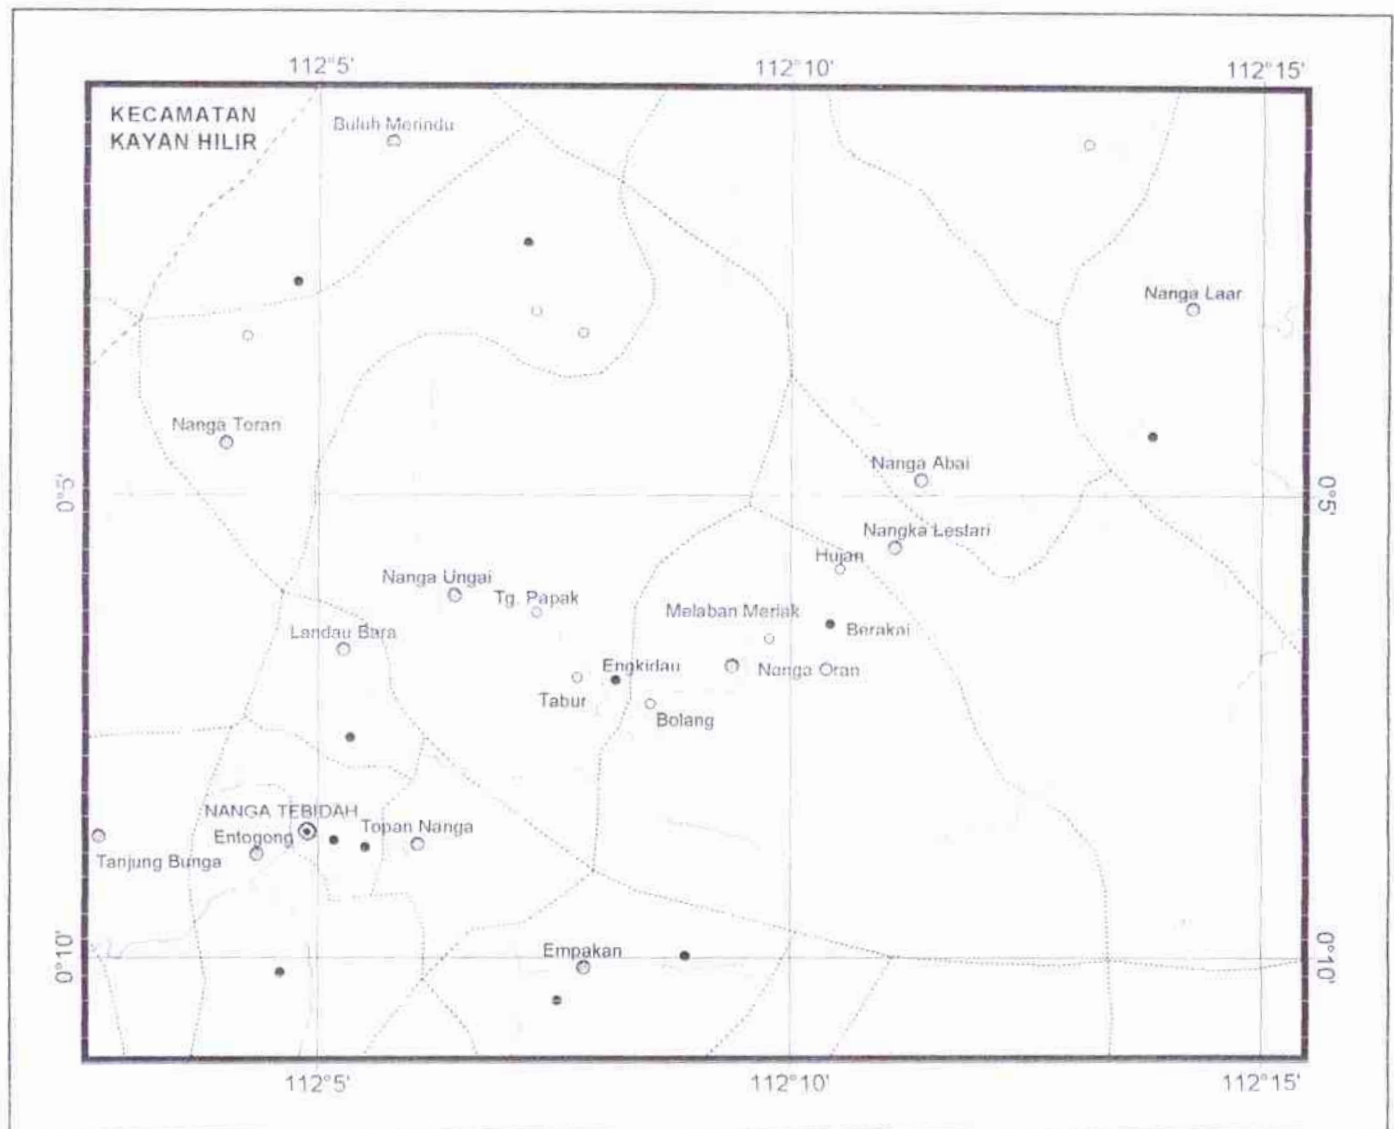 112°5'
112°10'
112°15'
KECAMATAN
KAYAN HILIR
Buluh Merindu
Nanga Laar
Nanga Toran
Nanga Abai
0°5'
0°5'
Nangka Lestari
Hujan
Nanga Ungai
Tg. Papak
Melaban Meriak
Berakai
Landau Bara
Engkirlau
Nanga Oran
Tabur
Bolang
NANGA TEBIDAH
Entogong
Topan Nanga
Tanjung Bunga
Empakan
0°10'
0°10'
112°5'
112°10'
112°15'